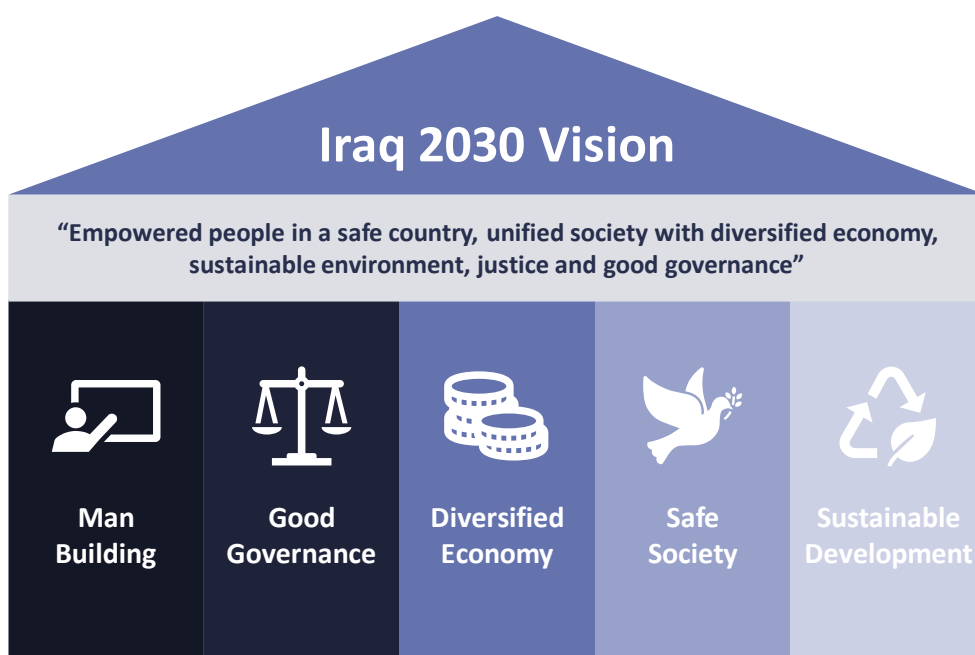 Iraq 2030 Vision
“Empowered people in a safe country, unified society with diversified economy,
sustainable environment, justice and good governance”
Man
Building
Good
Governance
Diversified
Economy
Safe
Society
Sustainable
Development